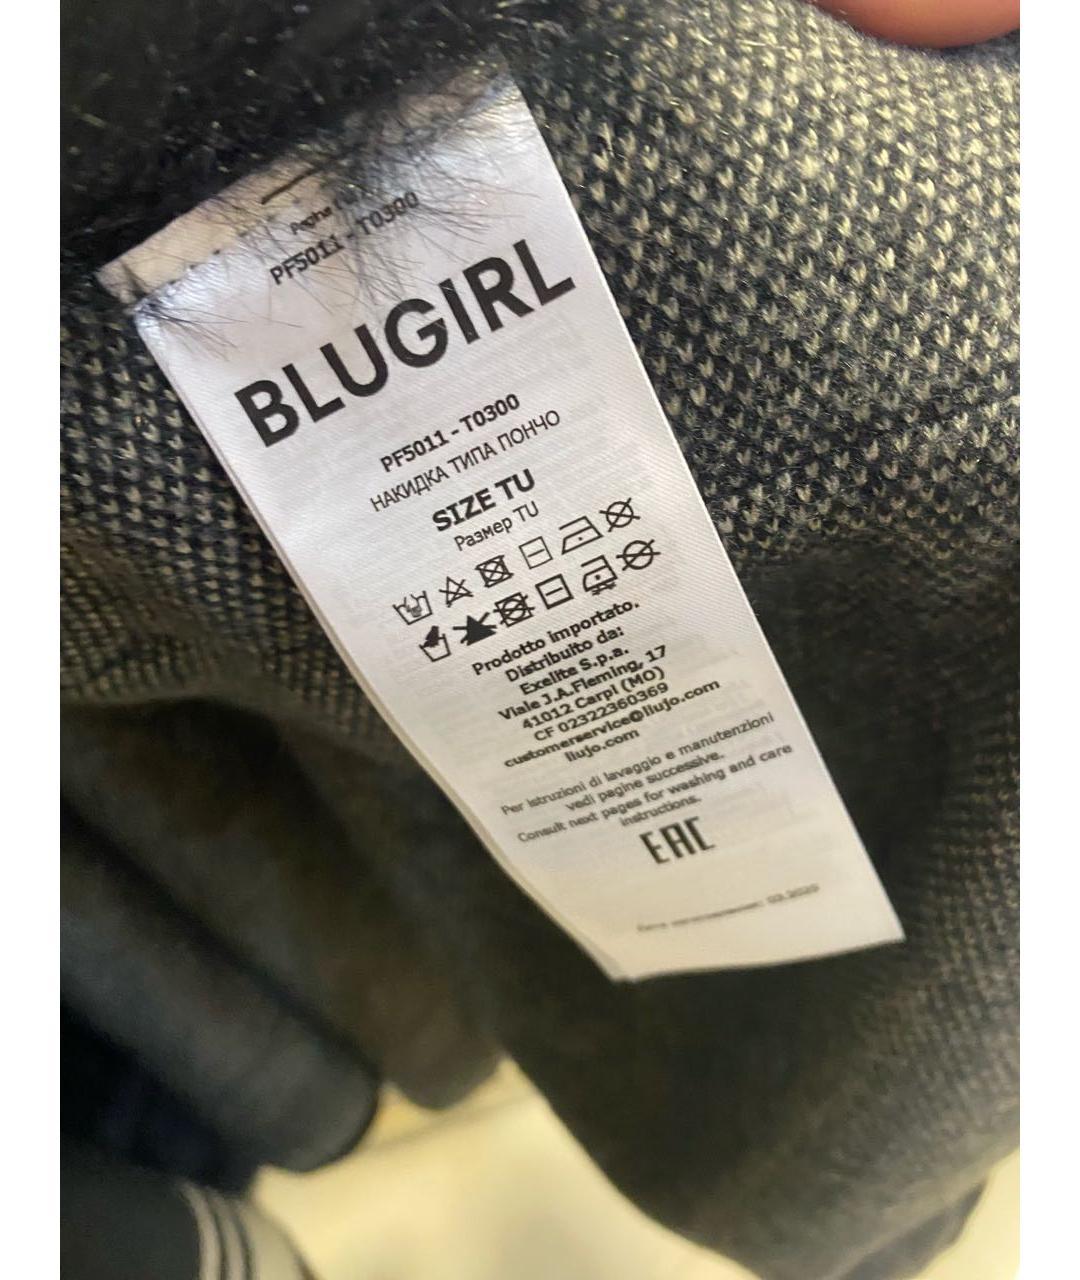 PF5011 - T0300
BLUGIRL
PF5011 - T0300
НАКИДКА ТИПА ПОНЧО
SIZE TU
Размер TU
Prodotto importato.
Distribuito da:
Exelite S.p.a.
Viale J.A.Fleming, 17
41012 Carpi (MO)
CF 02322360369
customerservice@liujo.com
liujo.com
Per istruzioni di lavaggio e manutenzioni
vedi pagine successive.
Consult next pages for washing and care
instructions.
EAC
03.2020